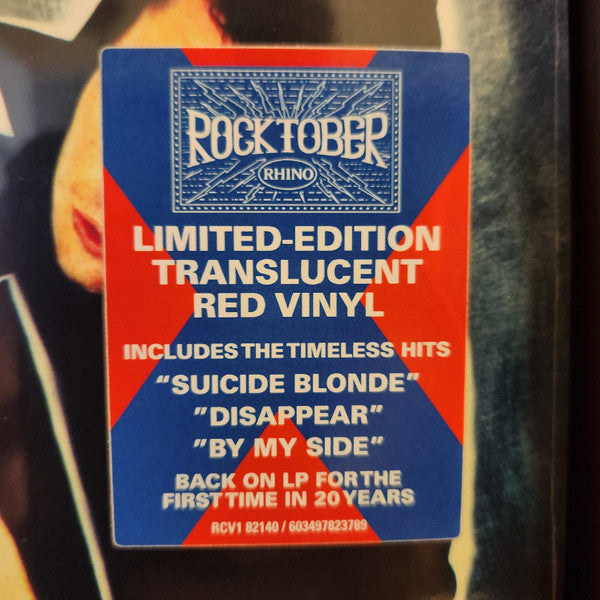 ROCKTOBER
RHINO
LIMITED-EDITION
TRANSLUCENT
RED VINYL
INCLUDES THE TIMELESS HITS
"SUICIDE BLONDE"
"DISAPPEAR"
"BY MY SIDE"
BACK ON LP FOR THE
FIRST TIME IN 20 YEARS
RCV1 82140 / 603497823789